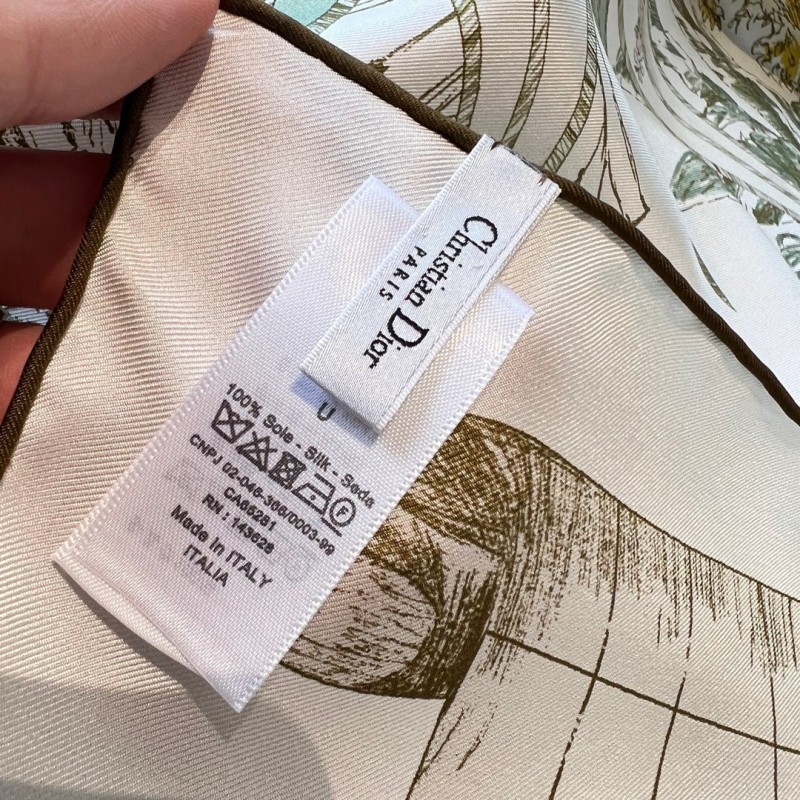 Christian Dior
PARIS
U
100% Soie - Silk - Seda
CNPJ 02-046-366/0003-99
CA66281
RN : 143628
Made In ITALY
ITALIA